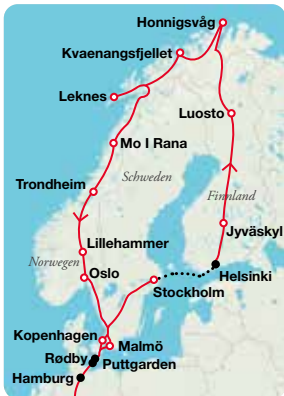 Honnigsvåg
Kvaenangsfjellet
Leknes
Luosto
Mo I Rana
Schweden
Trondheim
Finnland
Jyväskyl
Lillehammer
Norwegen
Oslo
Helsinki
Stockholm
Kopenhagen
Malmö
Rødby
Puttgarden
Hamburg